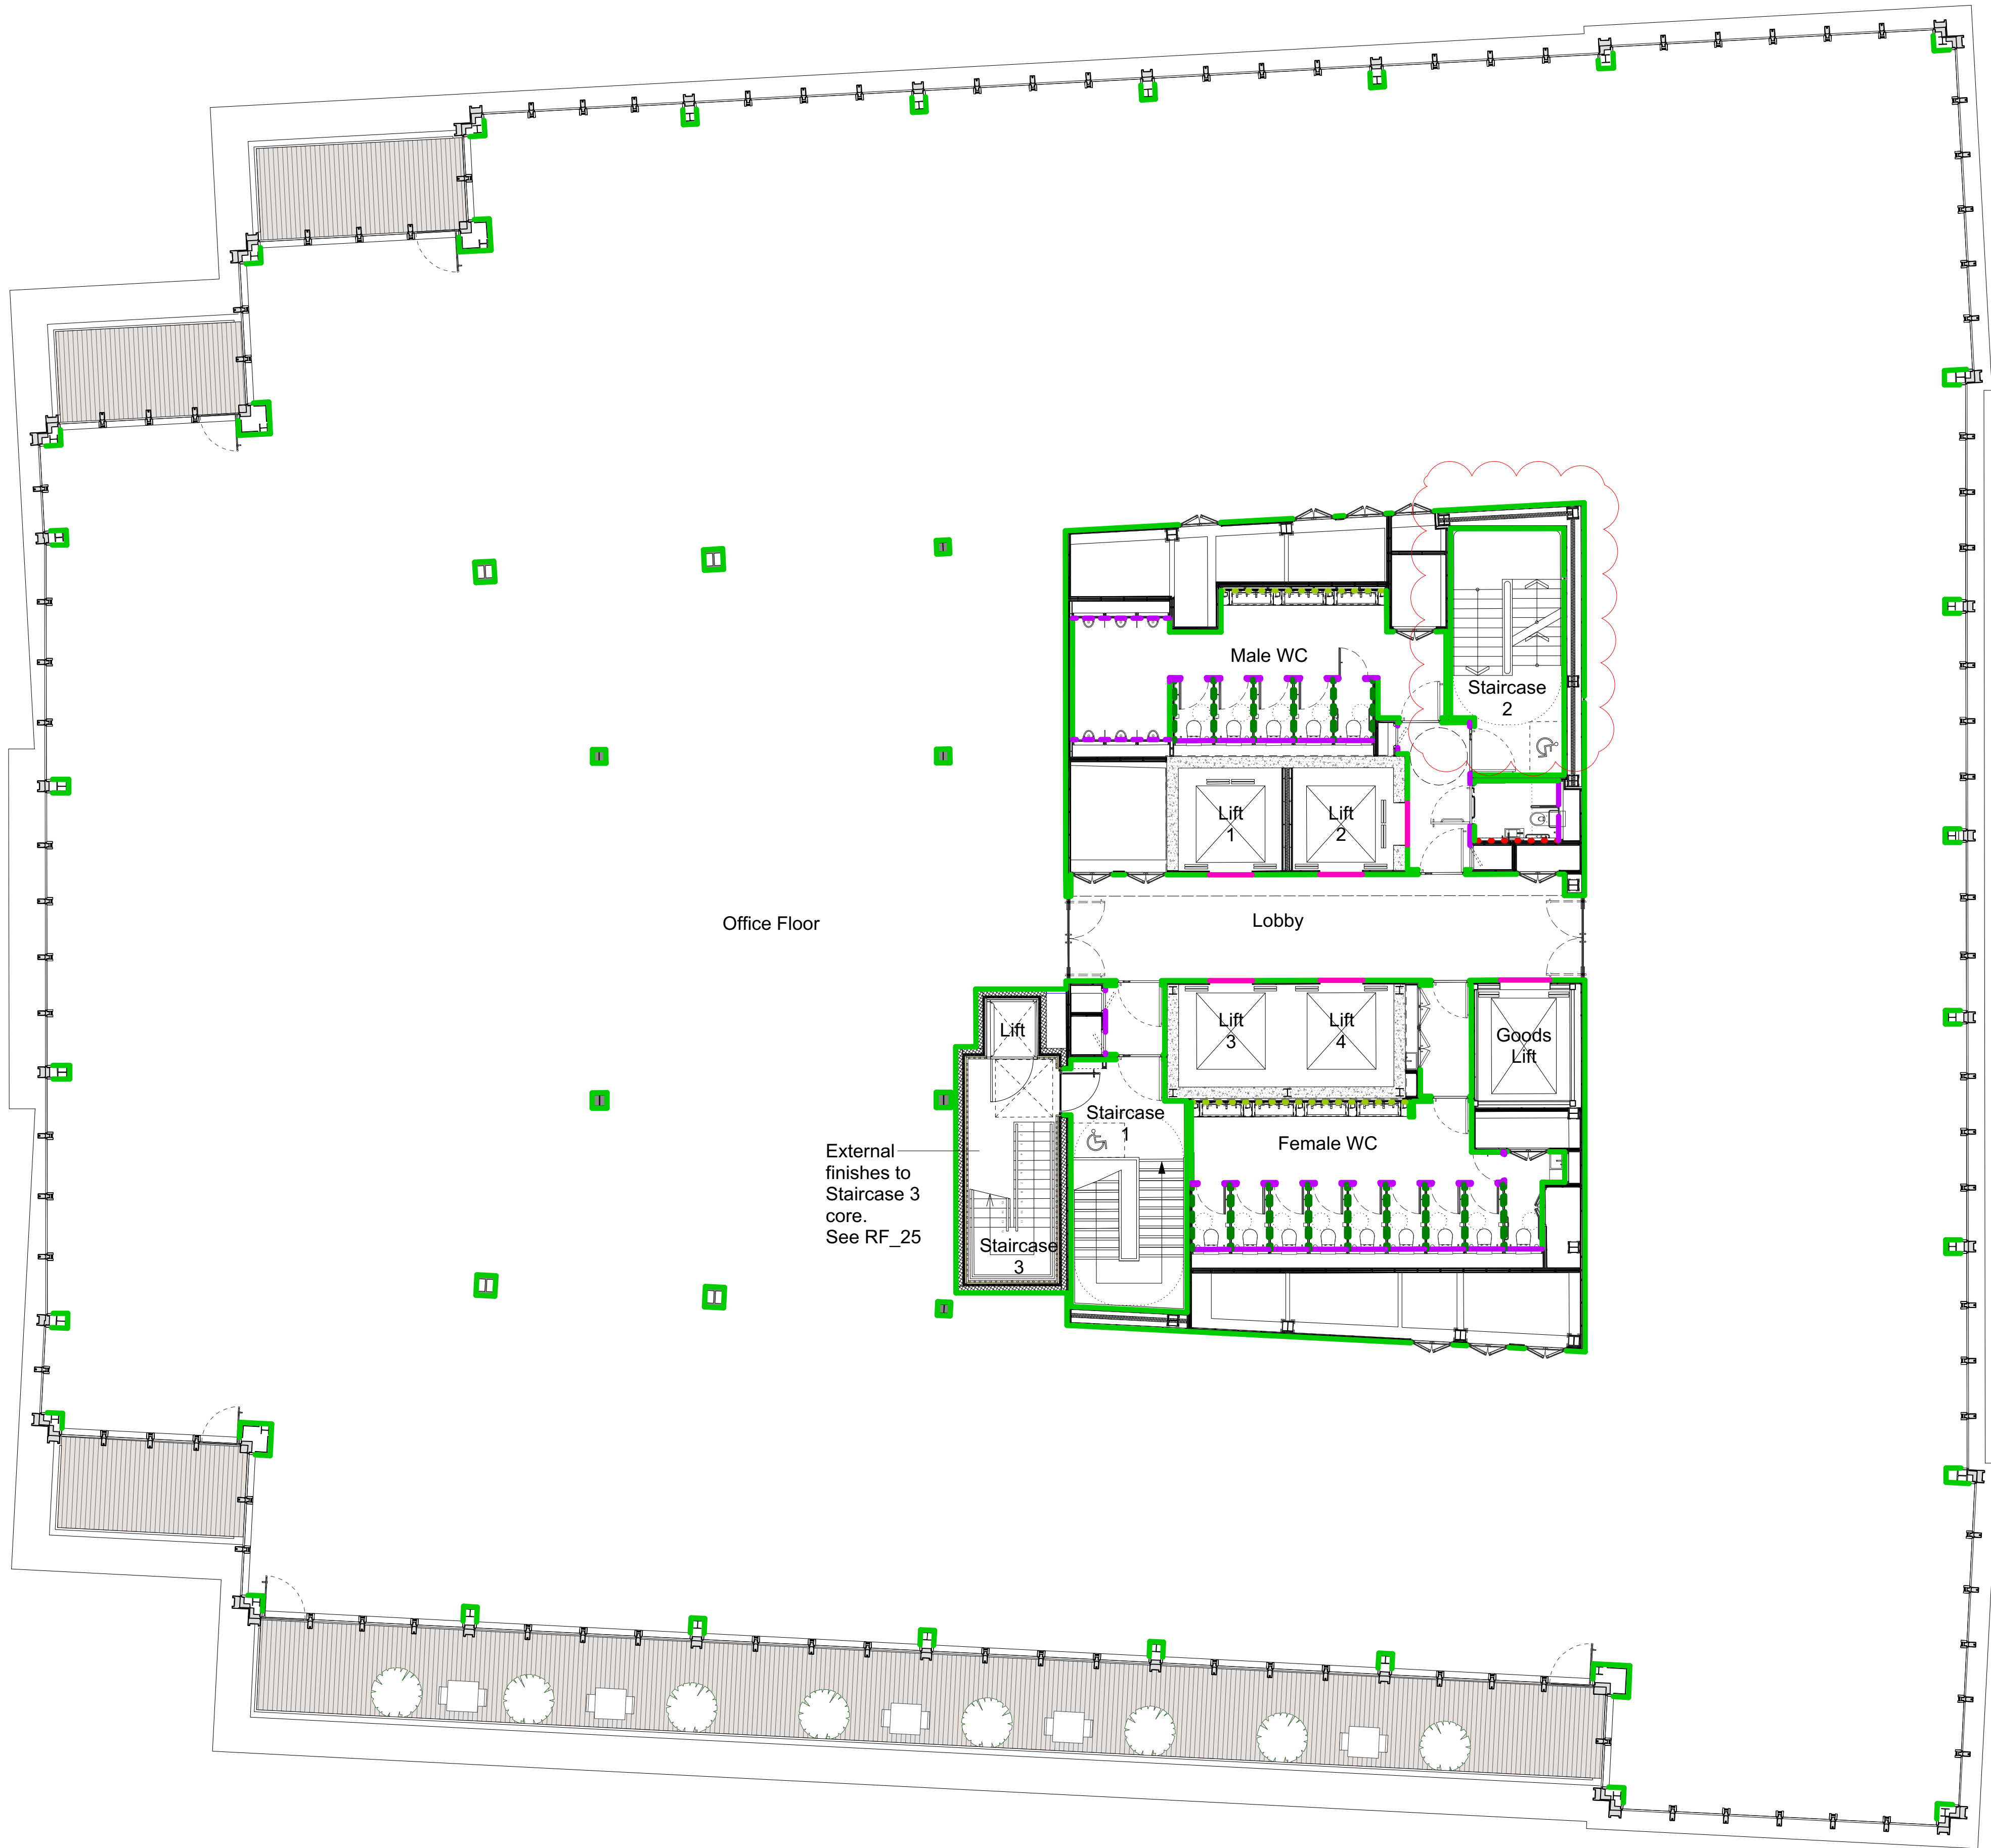 Male WC
Staircase
2
Lift
1
Lift
2
Office Floor
Lobby
Lift
Lift
3
Lift
4
Goods
Lift
Staircase
1
Female WC
External
finishes to
Staircase 3
core.
See RF_25
Staircase
3